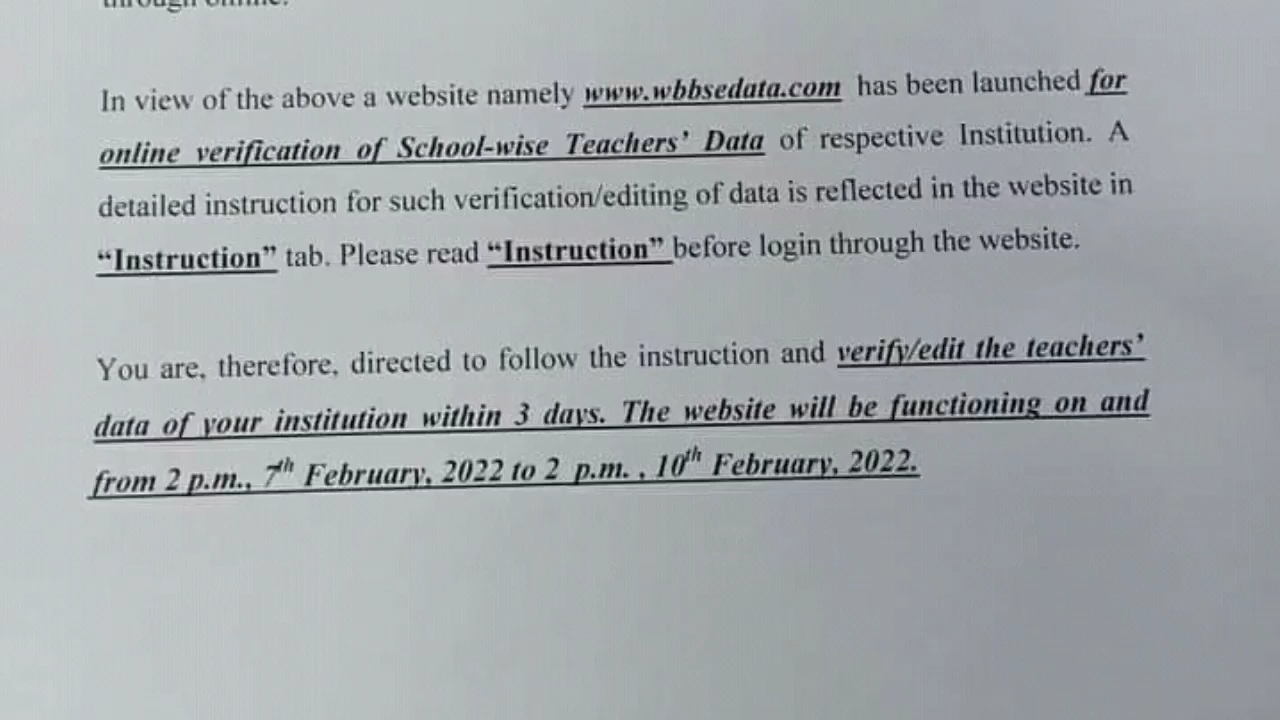 through online.
In view of the above a website namely www.wbbsedata.com has been launched for
online verification of School-wise Teachers' Data of respective Institution. A
detailed instruction for such verification/editing of data is reflected in the website in
“Instruction” tab. Please read “Instruction” before login through the website.
You are, therefore, directed to follow the instruction and verify/edit the teachers'
data of your institution within 3 days. The website will be functioning on and
from 2 p.m., 7th February, 2022 to 2 p.m. , 10th February, 2022.